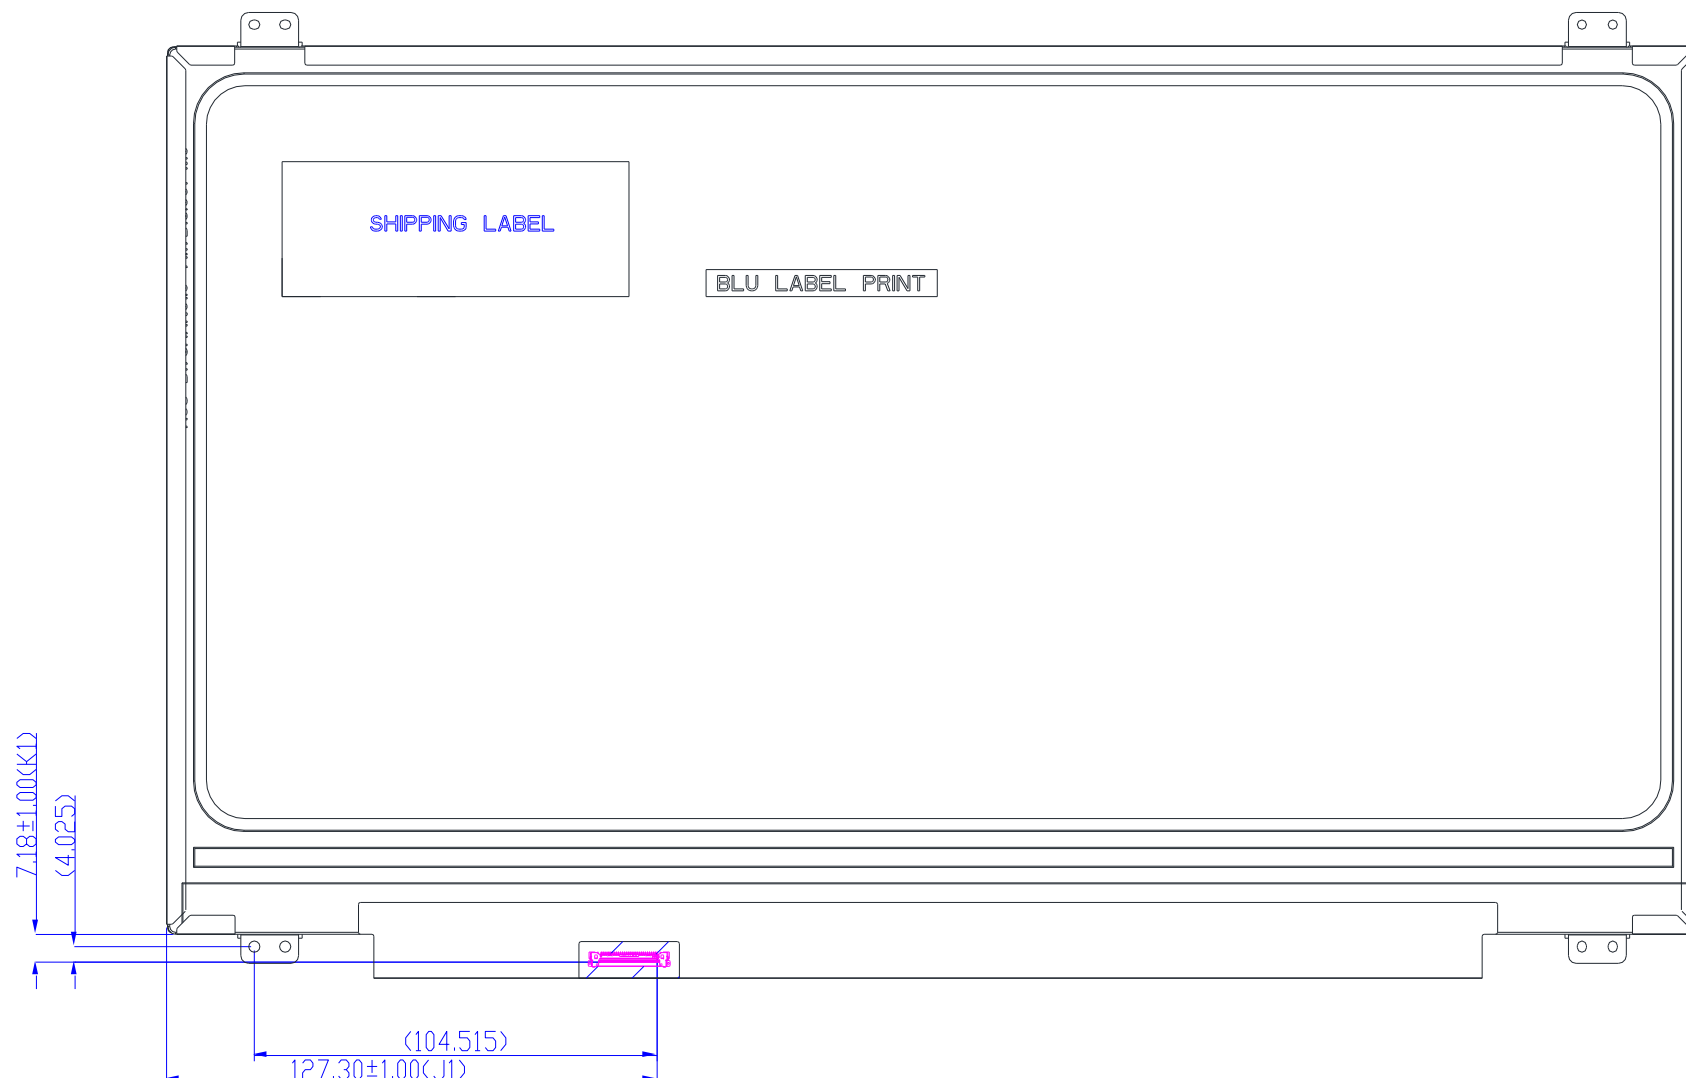 SHIPPING LABEL
BLU LABEL PRINT
7.18±1.00(K1)
(4.025)
(104.515)
127.30±1.00(J1)